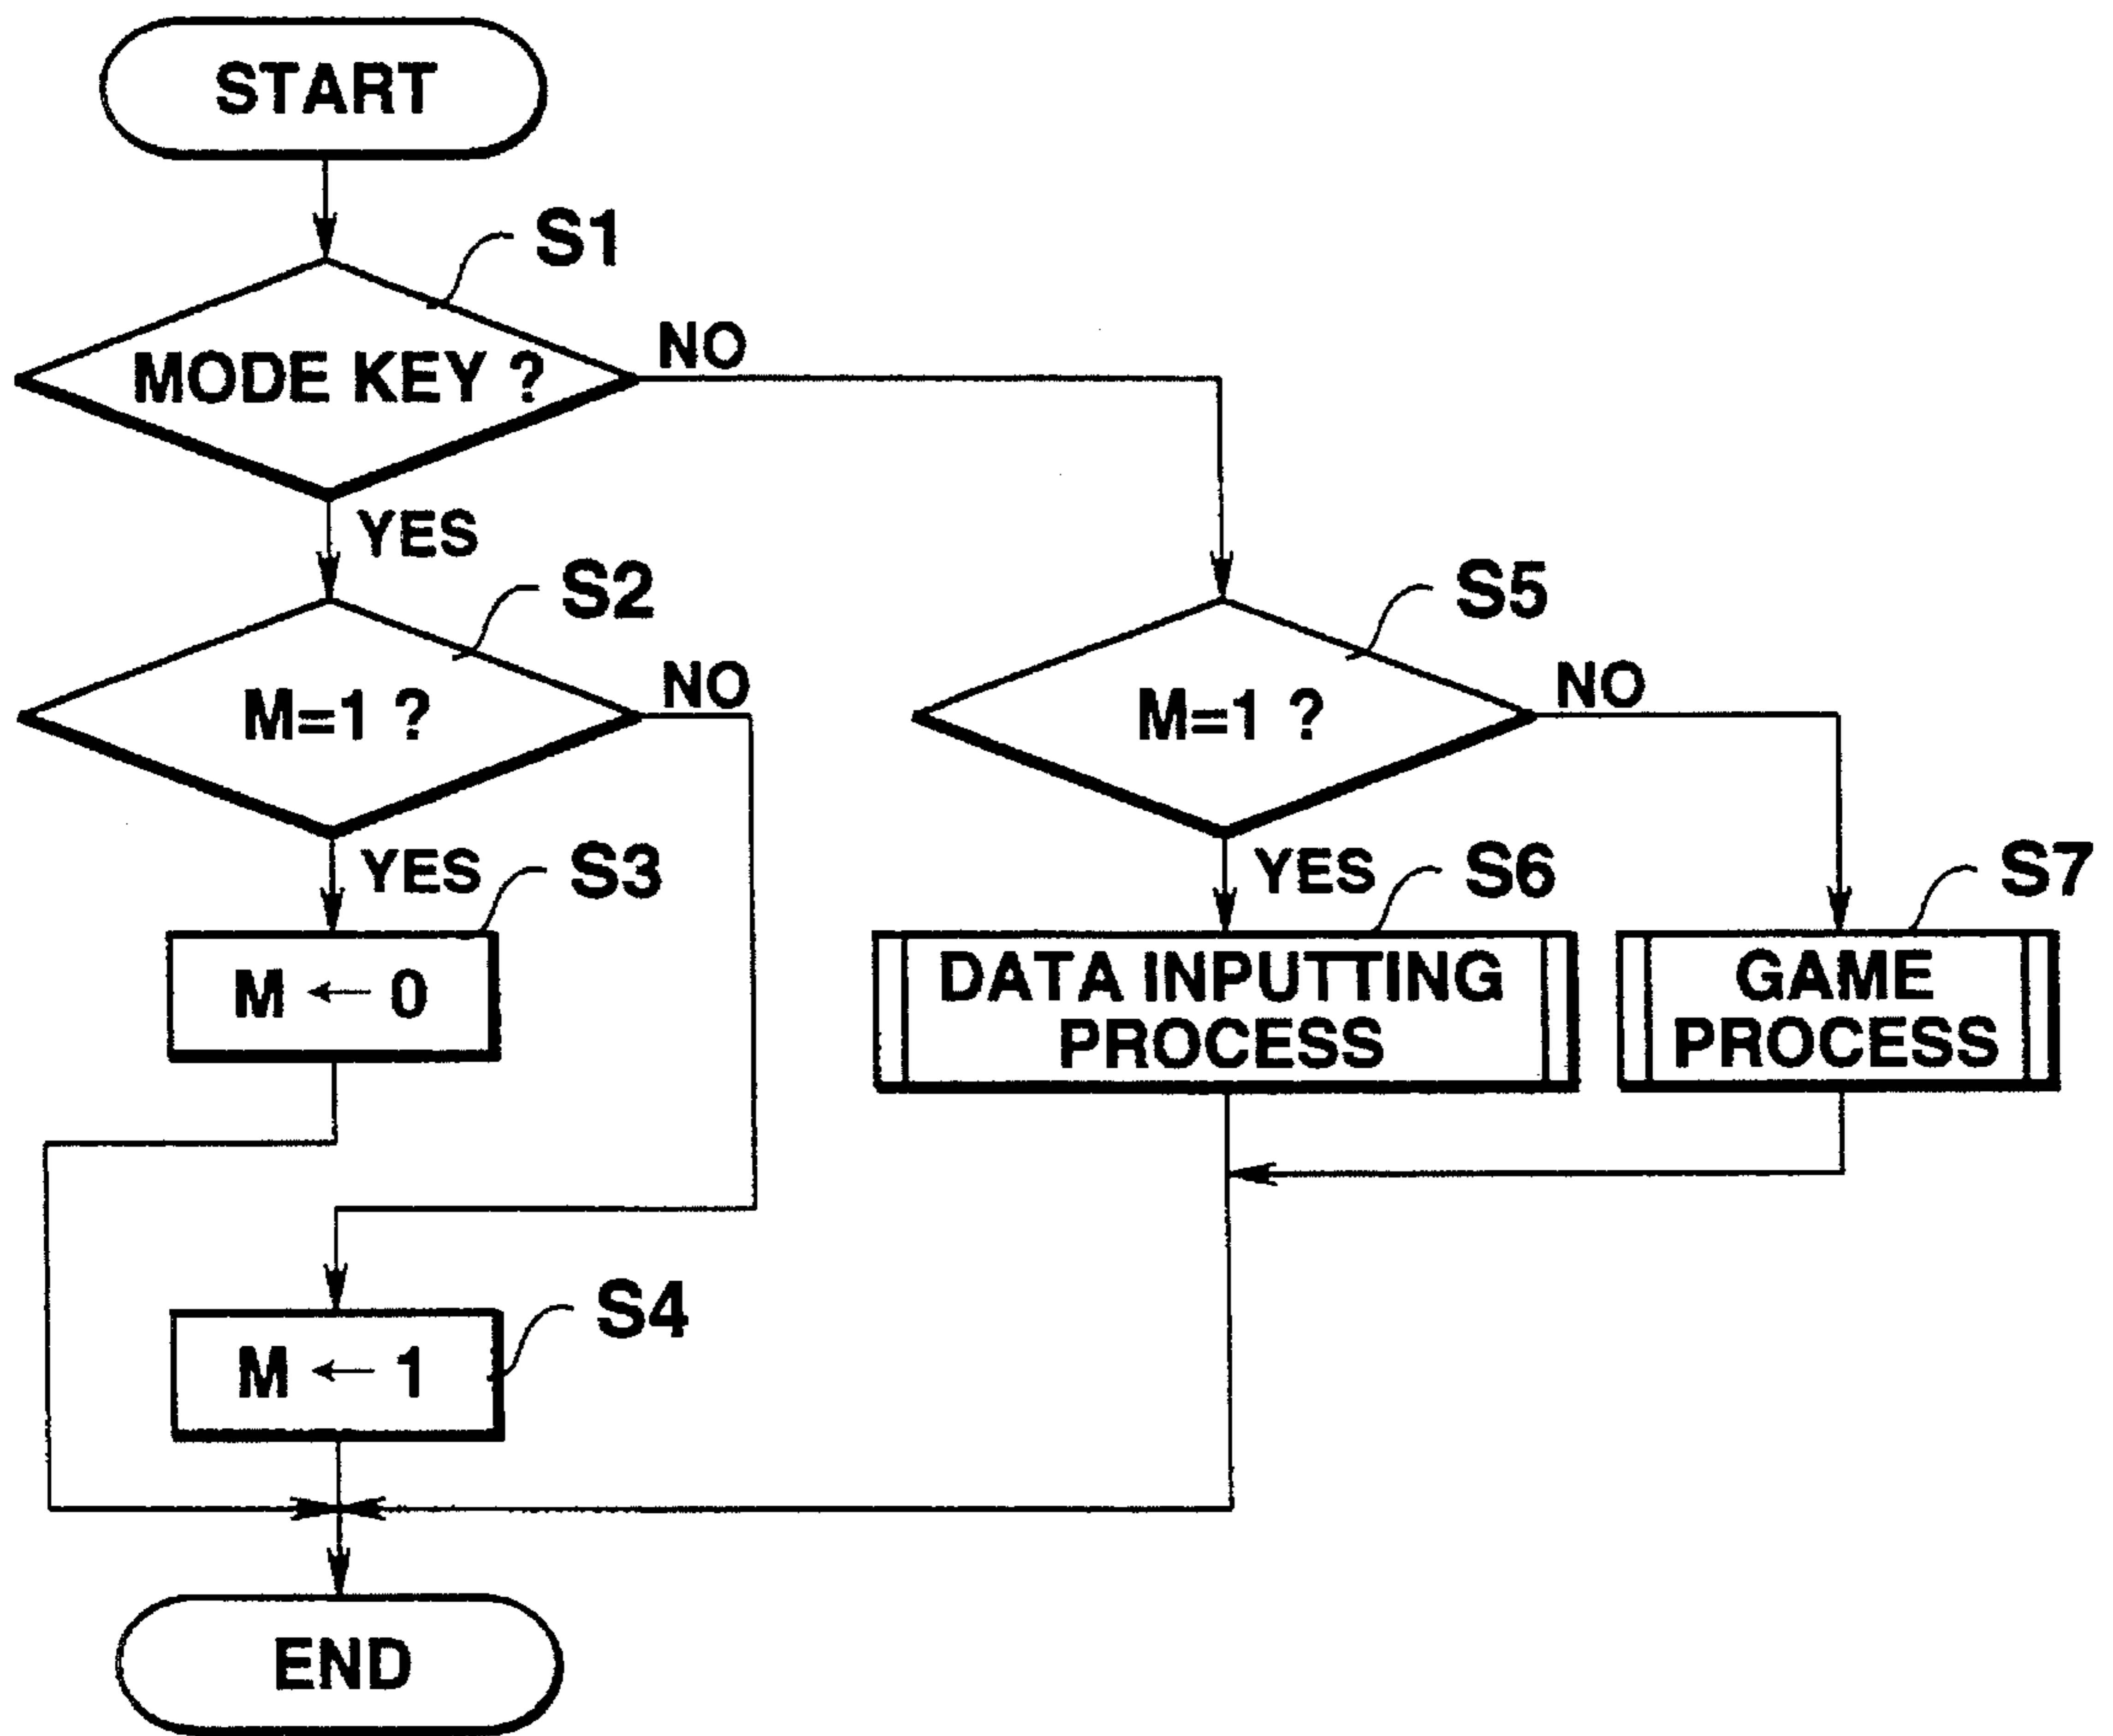 START
S1
MODE KEY ?
NO
YES
S2
M=1 ?
NO
YES
S3
M ← 0
S4
M ← 1
S5
M=1 ?
NO
YES
S6
DATA INPUTTING
PROCESS
S7
GAME
PROCESS
END